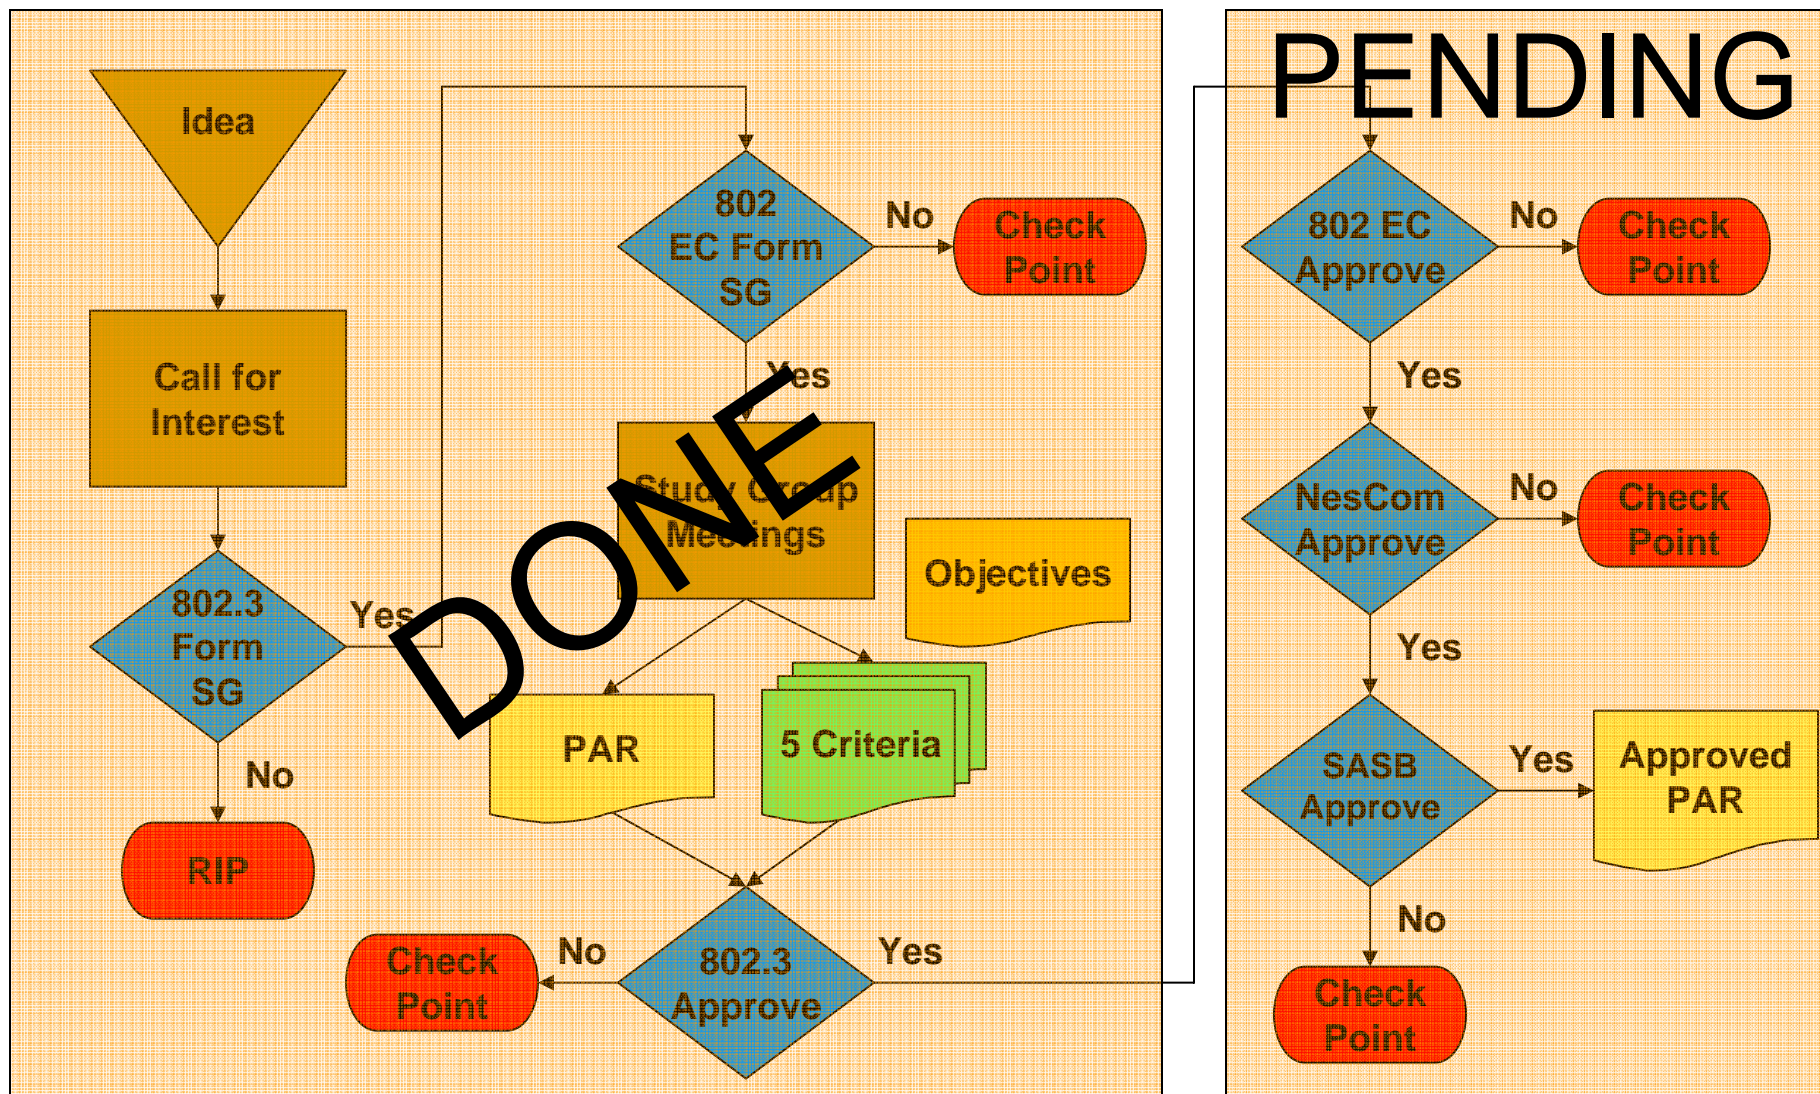 PENDING
Idea
802
EC Form
SG
No
Check
Point
Yes
Call for
Interest
Study Group
Meetings
Objectives
802.3
Form
SG
Yes
DONE
PAR
5 Criteria
No
RIP
802.3
Approve
No
Check
Point
Yes
802 EC
Approve
No
Check
Point
Yes
NesCom
Approve
No
Check
Point
Yes
SASB
Approve
Yes
Approved
PAR
No
Check
Point